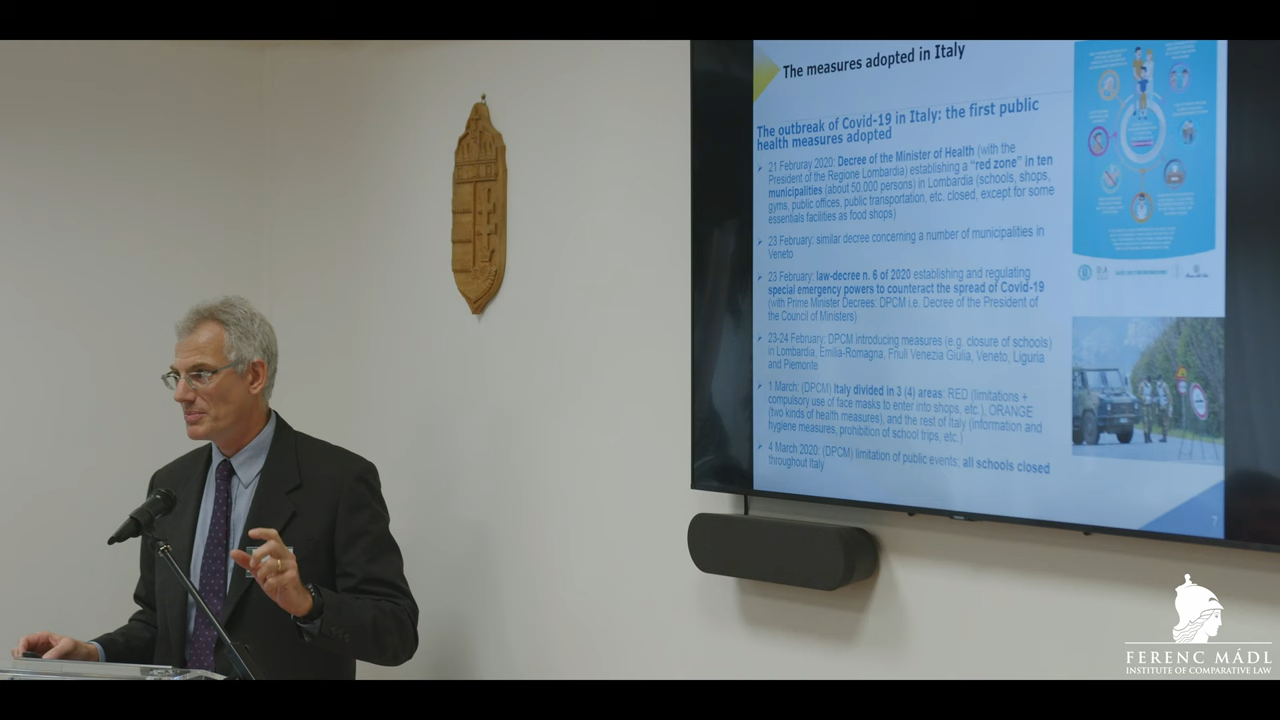 The measures adopted in Italy
The outbreak of Covid-19 in Italy: the first public
health measures adopted
21 Februray 2020: Decree of the Minister of Health (with the
President of the Regione Lombardia) establishing a “red zone” in ten
municipalities (about 50.000 persons) in Lombardia (schools, shops,
gyms, public offices, public transportation, etc. closed, except for some
essentials facilities as food shops)
23 February: similar decree concerning a number of municipalities in
Veneto
23 February: law-decree n. 6 of 2020 establishing and regulating
special emergency powers to counteract the spread of Covid-19
(with Prime Minister Decrees: DPCM i.e. Decree of the President of
the Council of Ministers)
23-24 February: DPCM introducing measures (e.g. closure of schools)
in Lombardia, Emilia-Romagna, Friuli Venezia Giulia, Veneto, Liguria
and Piemonte
1 March: (DPCM) Italy divided in 3 (4) areas: RED (limitations +
compulsory use of face masks to enter into shops, etc.), ORANGE
(two kinds of health measures), and the rest of Italy (information and
hygiene measures, prohibition of school trips, etc.)
4 March 2020: (DPCM) limitation of public events; all schools closed
throughout Italy
7
FERENC MÁDL
INSTITUTE OF COMPARATIVE LAW